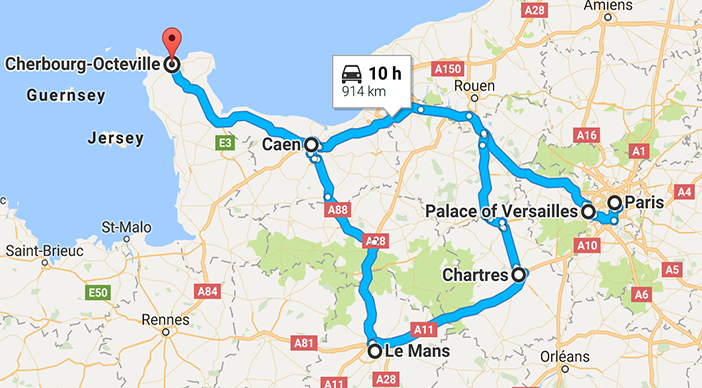 Amiens
A28
Cherbourg-Octeville
10 h
914 km
A150
Rouen
Guernsey
Jersey
E3
Caen
A16
A1
A88
Palace of Versailles
Paris
A4
St-Malo
A28
A10
Saint-Brieuc
Chartres
A5
E50
A84
A6
Rennes
A11
A81
Le Mans
Orléans
A11
A28